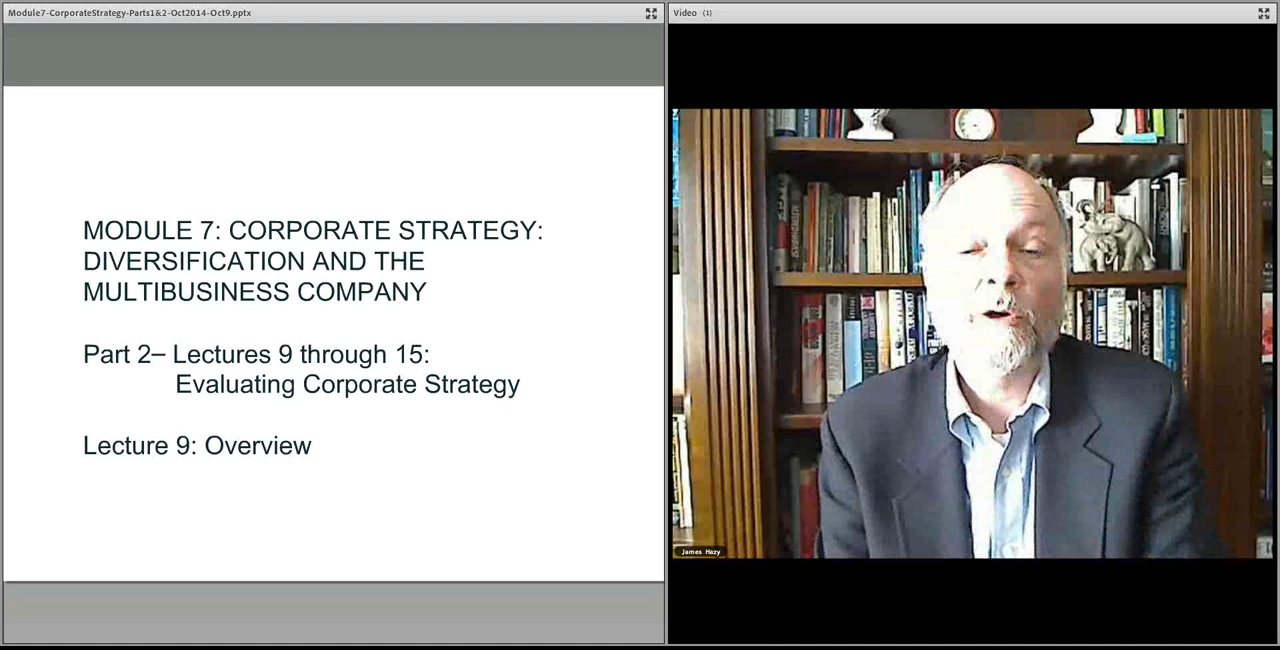 Module7-CorporateStrategy-Parts1&2-Oct2014-Oct9.pptx
Video (1)
MODULE 7: CORPORATE STRATEGY:
DIVERSIFICATION AND THE
MULTIBUSINESS COMPANY
Part 2– Lectures 9 through 15:
Evaluating Corporate Strategy
Lecture 9: Overview
James Hazy